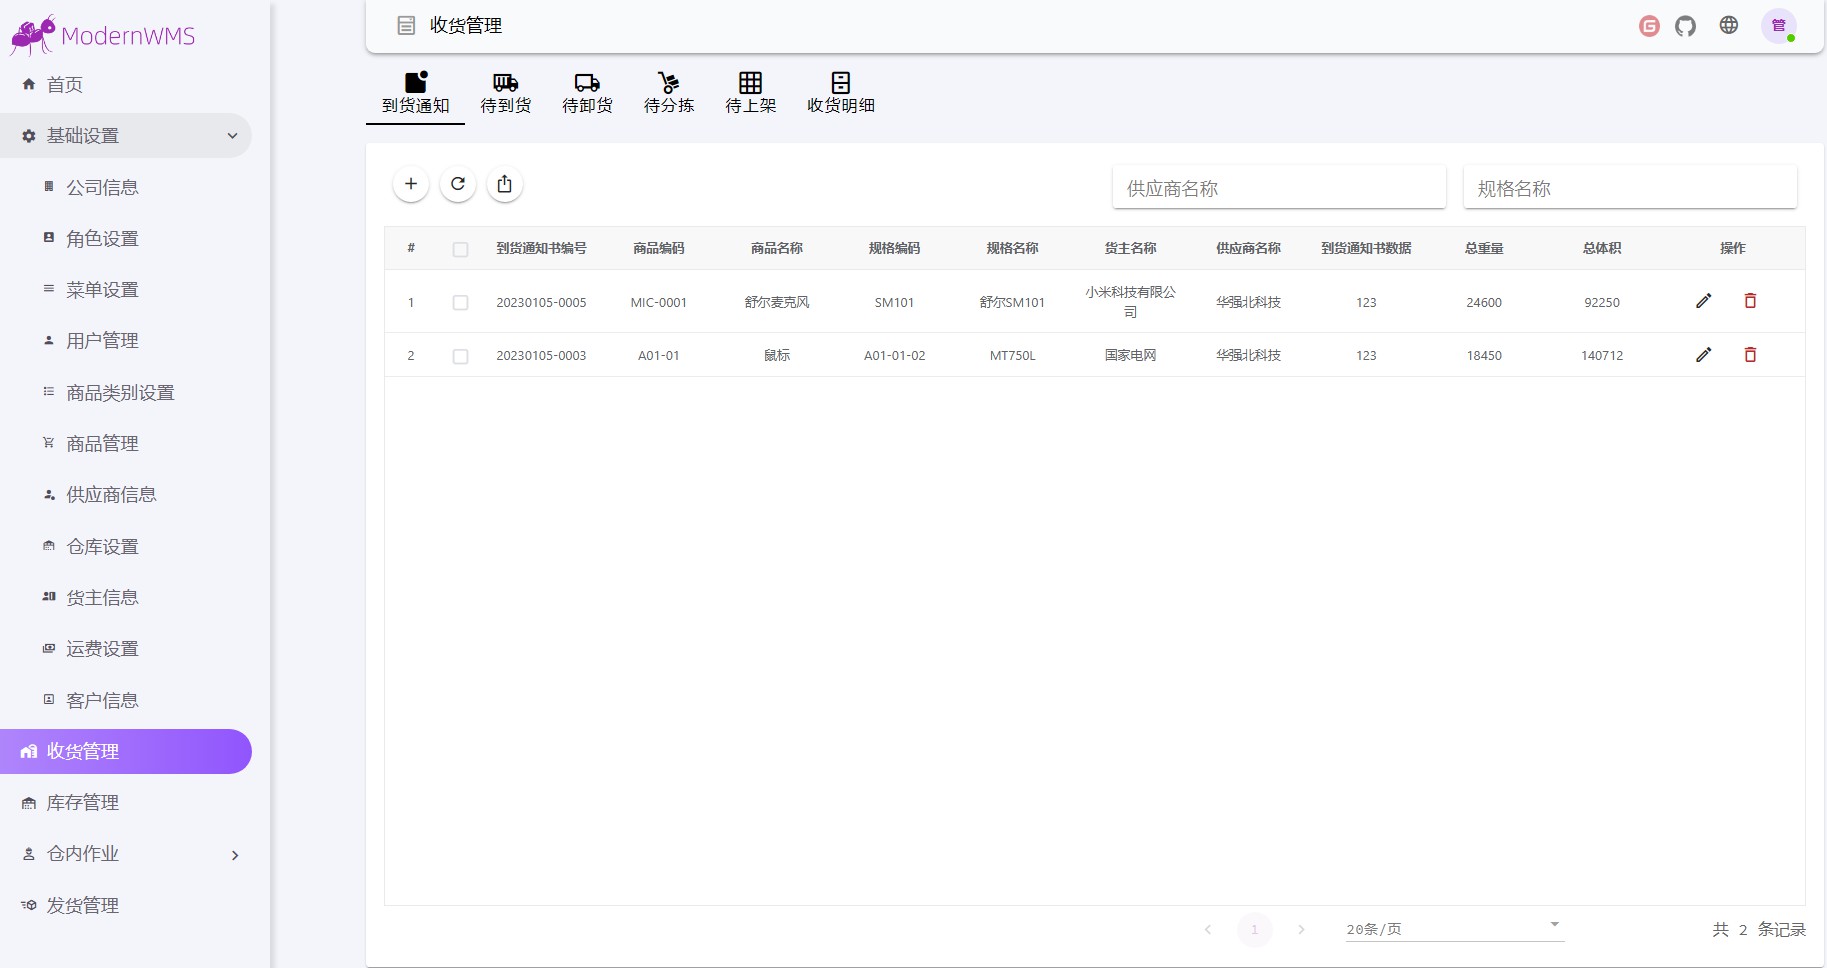 ModernWMS
首页
基础设置
公司信息
角色设置
菜单设置
用户管理
商品类别设置
商品管理
供应商信息
仓库设置
货主信息
运费设置
客户信息
收货管理
库存管理
仓内作业
发货管理
收货管理
管
到货通知 待到货 待卸货 待分拣 待上架 收货明细
供应商名称 规格名称
# 到货通知书编号 商品编码 商品名称 规格编码 规格名称 货主名称 供应商名称 到货通知书数据 总重量 总体积 操作
1 20230105-0005 MIC-0001 舒尔麦克风 SM101 舒尔SM101 小米科技有限公司 华强北科技 123 24600 92250
2 20230105-0003 A01-01 鼠标 A01-01-02 MT750L 国家电网 华强北科技 123 18450 140712
1 20条/页 共 2 条记录